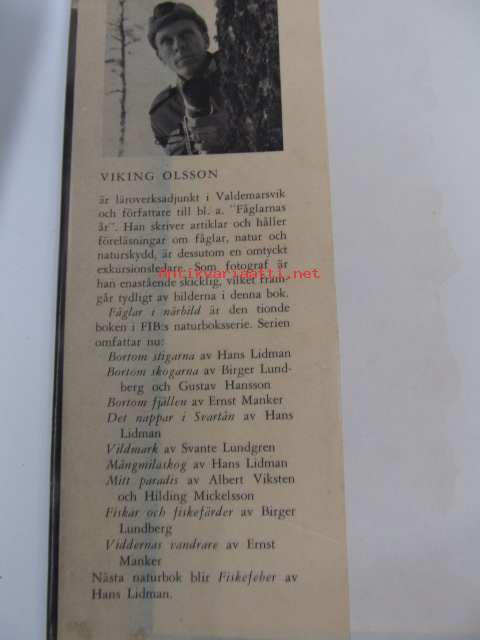 VIKING OLSSON
är läroverksadjunkt i Valdemarsvik
och författare till bl. a. "Fåglarnas
år". Han skriver artiklar och håller
föreläsningar om fåglar, natur och
naturskydd, är dessutom en omtyckt
exkursionsledare. Som fotograf är
antikvariaatti.net
han enastående skicklig, vilket fram-
går tydligt av bilderna i denna bok.
Fåglar i närbild är den tionde
boken i FIB:s naturboksserie. Serien
omfattar nu:
Bortom stigarna av Hans Lidman
Bortom skogarna av Birger Lund-
berg och Gustav Hansson
Bortom fjällen av Ernst Manker
Det nappar i Svartån av Hans
Lidman
Vildmark av Svante Lundgren
Mångmilaskog av Hans Lidman
Mitt paradis av Albert Viksten
och Hilding Mickelsson
Fiskar och fiskefärder av Birger
Lundberg
Viddernas vandrare av Ernst
Manker
Nästa naturbok blir Fiskefeber av
Hans Lidman.